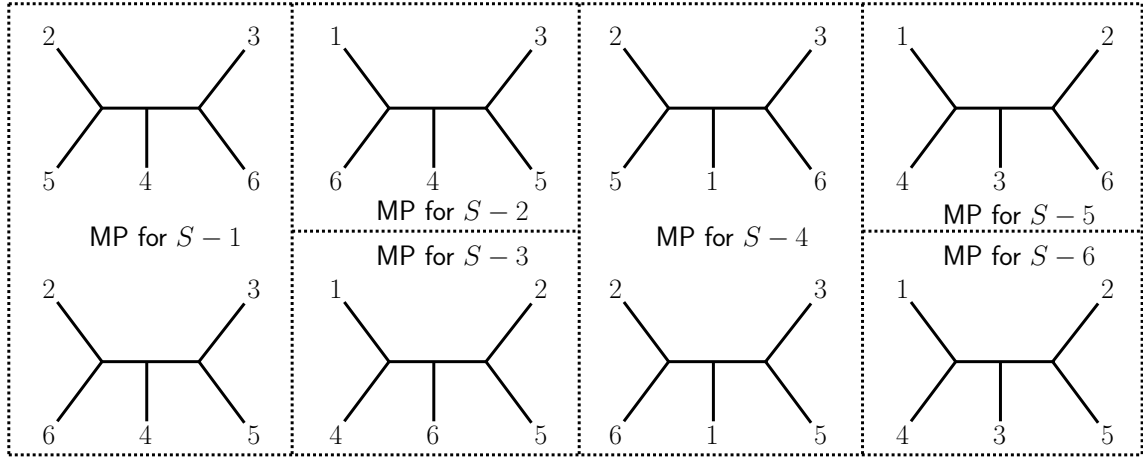 2 3
5 4 6
MP for S − 1
2 3
6 4 5
1 3
6 4 5
MP for S − 2
MP for S − 3
1 2
4 6 5
2 3
5 1 6
MP for S − 4
2 3
6 1 5
1 2
4 3 6
MP for S − 5
MP for S − 6
1 2
4 3 5